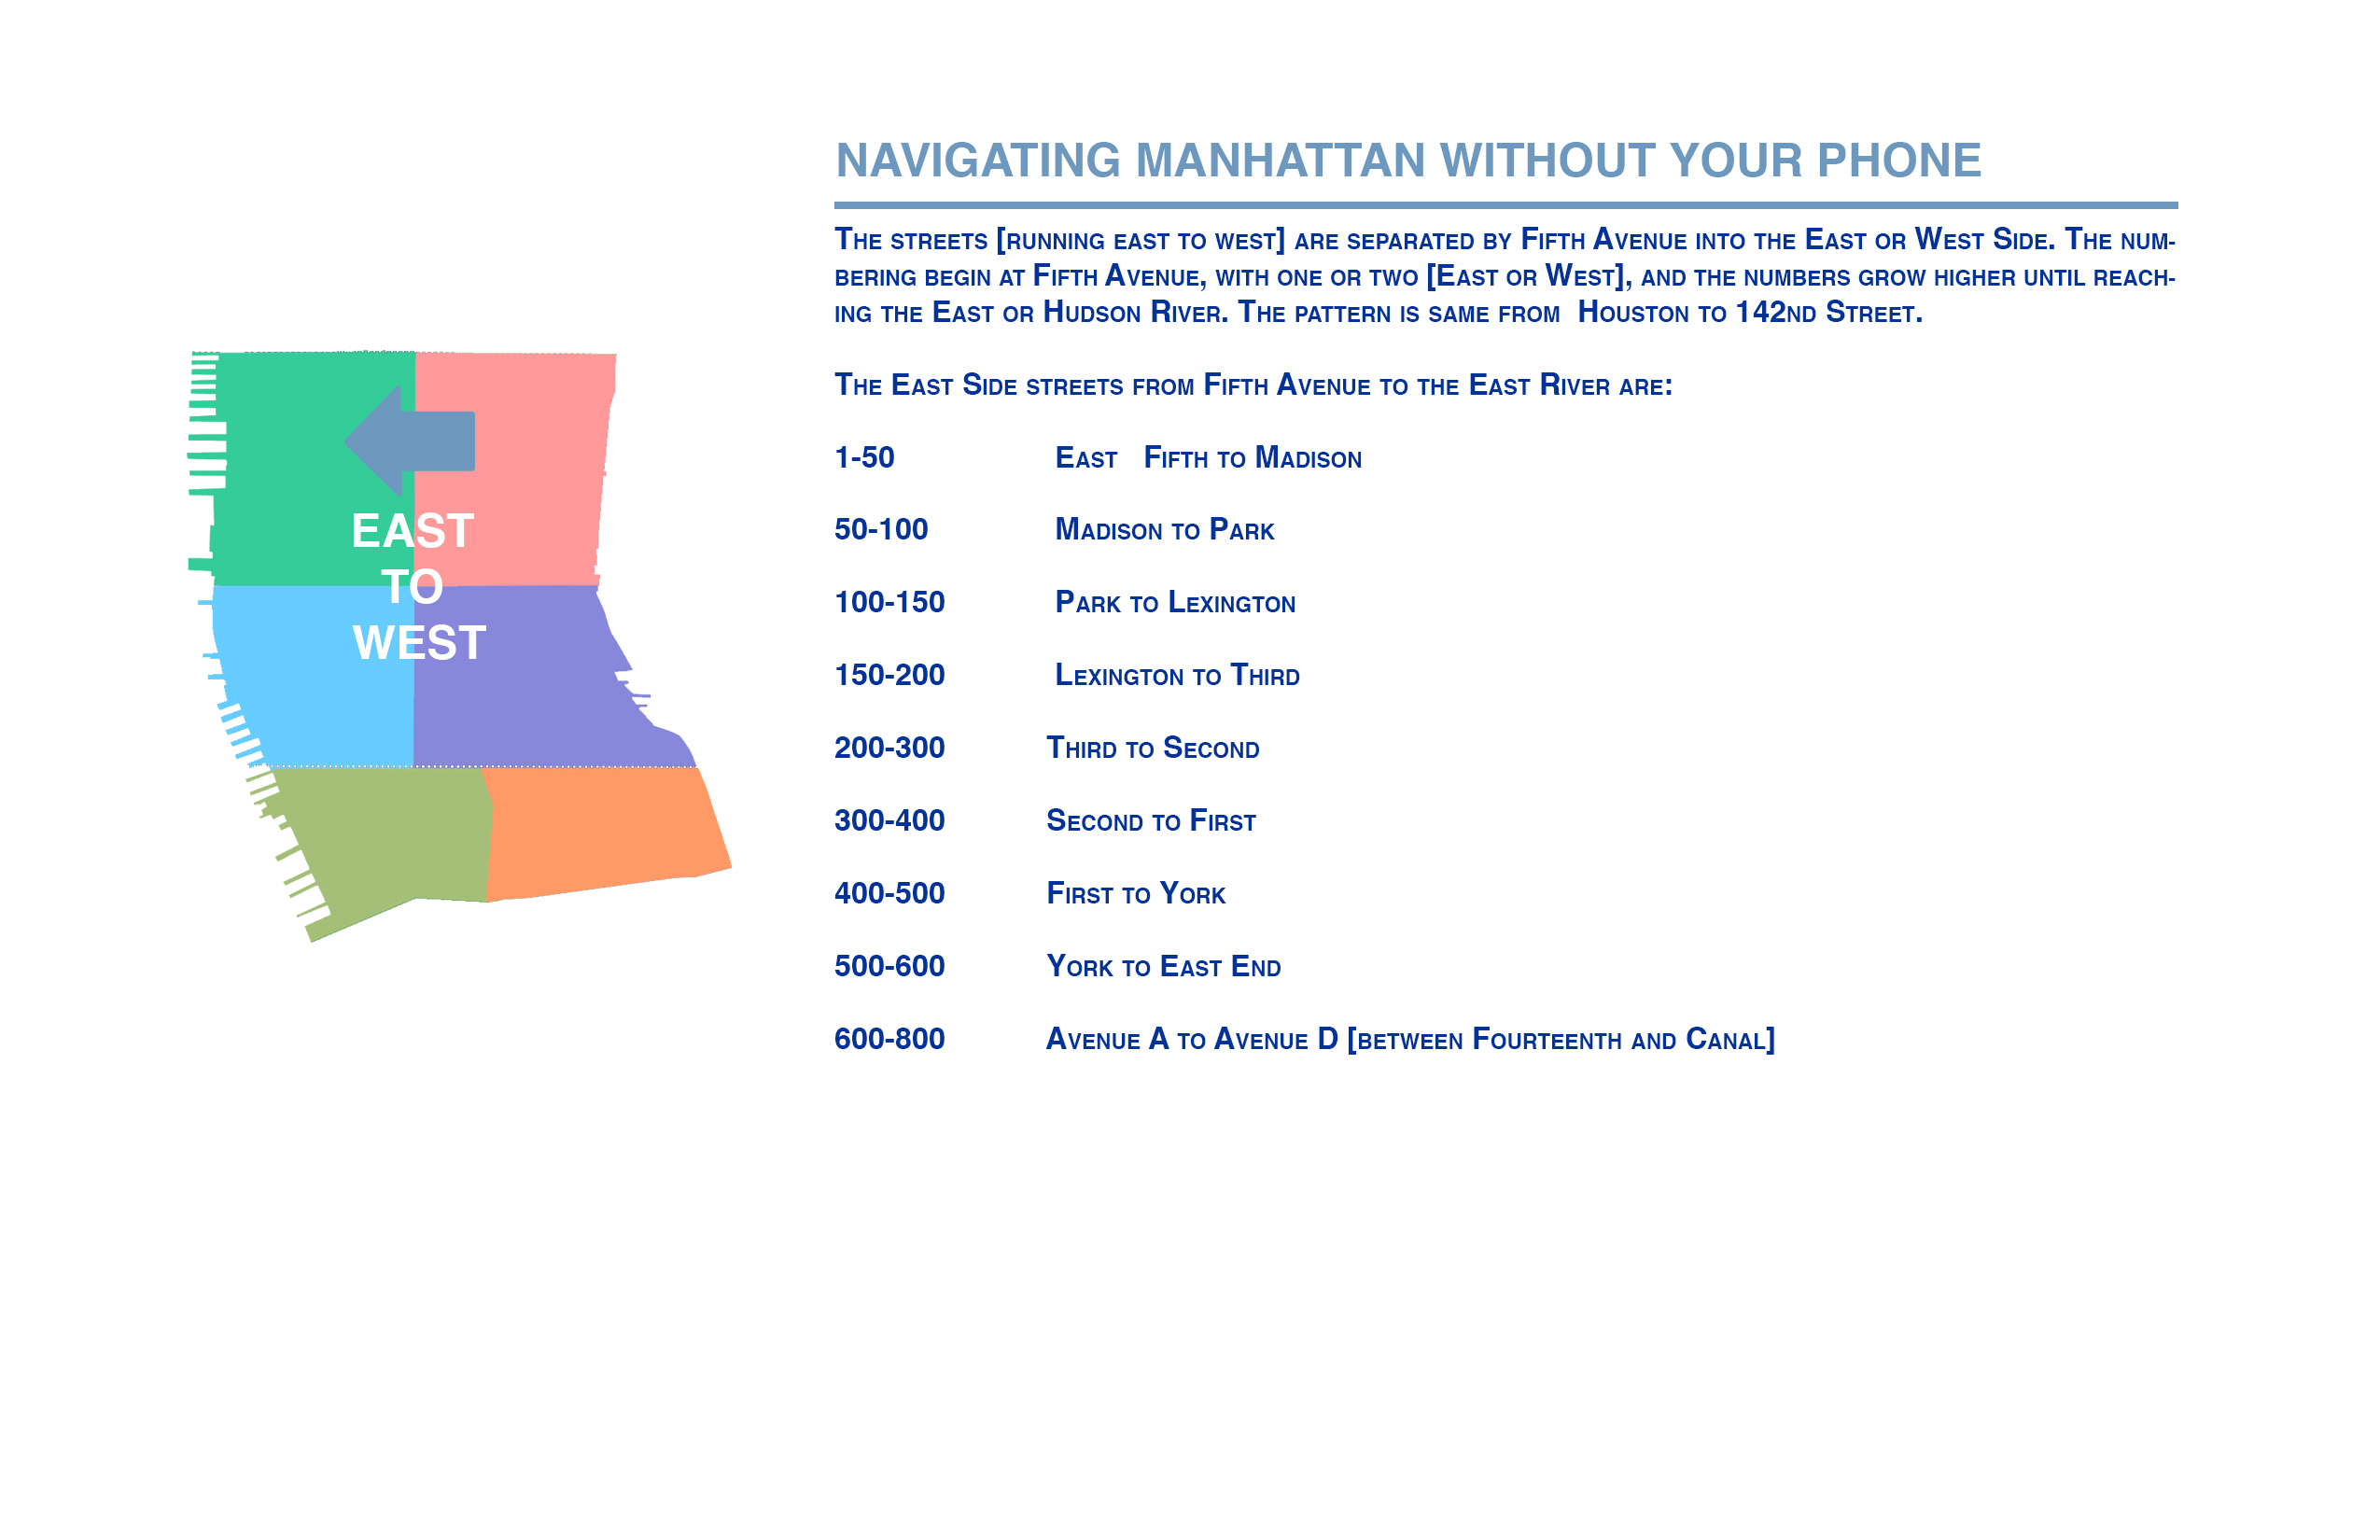 NAVIGATING MANHATTAN WITHOUT YOUR PHONE
The streets [running east to west] are separated by Fifth Avenue into the East or West Side. The num-
bering begin at Fifth Avenue, with one or two [East or West], and the numbers grow higher until reach-
ing the East or Hudson River. The pattern is same from  Houston to 142nd Street.
The East Side streets from Fifth Avenue to the East River are:
1-50 East Fifth to Madison
50-100 Madison to Park
100-150 Park to Lexington
150-200 Lexington to Third
200-300 Third to Second
300-400 Second to First
400-500 First to York
500-600 York to East End
600-800 Avenue A to Avenue D [between Fourteenth and Canal]
EAST
TO
WEST